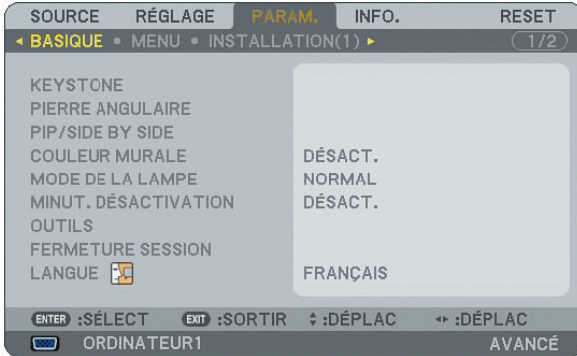 SOURCE RÉGLAGE PARAM. INFO. RESET
BASIQUE • MENU • INSTALLATION(1) 1/2
KEYSTONE
PIERRE ANGULAIRE
PIP/SIDE BY SIDE
COULEUR MURALE DÉSACT.
MODE DE LA LAMPE NORMAL
MINUT. DÉSACTIVATION DÉSACT.
OUTILS
FERMETURE SESSION
LANGUE FRANÇAIS
ENTER :SÉLECT EXIT :SORTIR :DÉPLAC :DÉPLAC
ORDINATEUR1 AVANCÉ